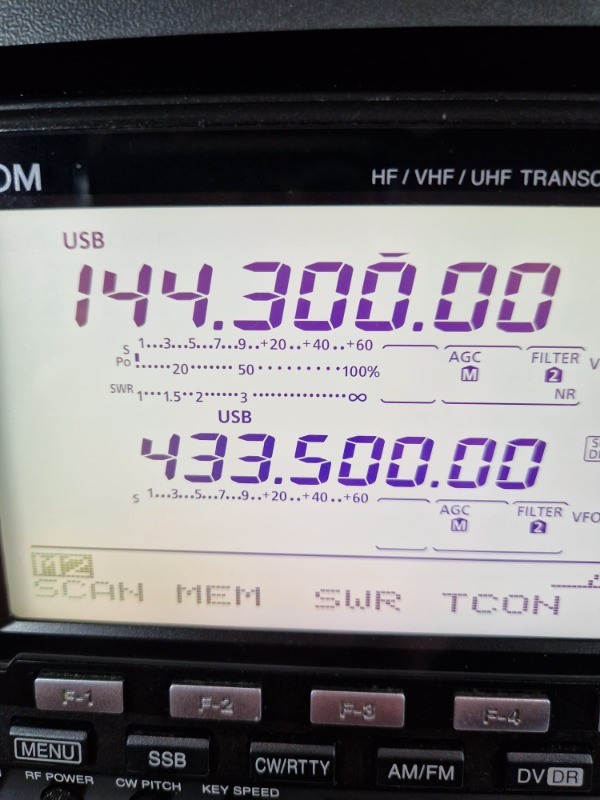 OM HF / VHF / UHF TRANSC
USB
144.300.00
S 1...3...5...7...9..+20..+40..+60
Po ......20.......50.........100%
SWR 1...1.5..2......3...............∞
AGC FILTER V
M 2
NR
USB
433.500.00
S 1...3...5...7...9..+20..+40..+60
AGC FILTER VFO
M 2
M2
SCAN MEM SWR TCON
F-1 F-2 F-3 F-4
MENU SSB CW/RTTY AM/FM DV DR
RF POWER CW PITCH KEY SPEED